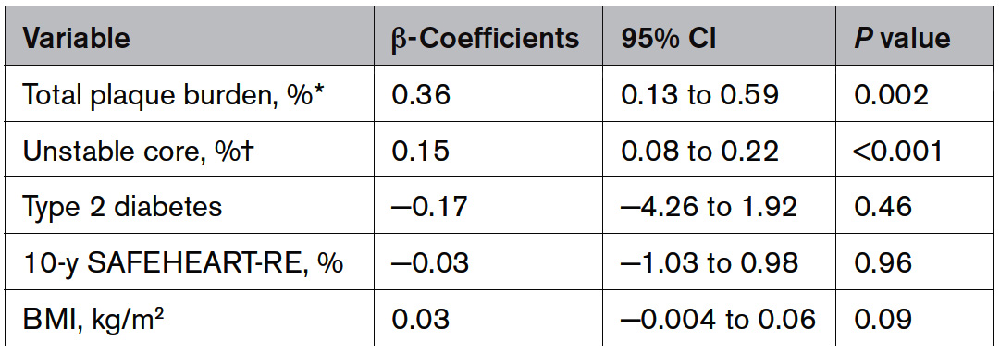 Variable β-Coefficients 95% CI P value
Total plaque burden, %* 0.36 0.13 to 0.59 0.002
Unstable core, %† 0.15 0.08 to 0.22 <0.001
Type 2 diabetes –0.17 –4.26 to 1.92 0.46
10-y SAFEHEART-RE, % –0.03 –1.03 to 0.98 0.96
BMI, kg/m² 0.03 –0.004 to 0.06 0.09